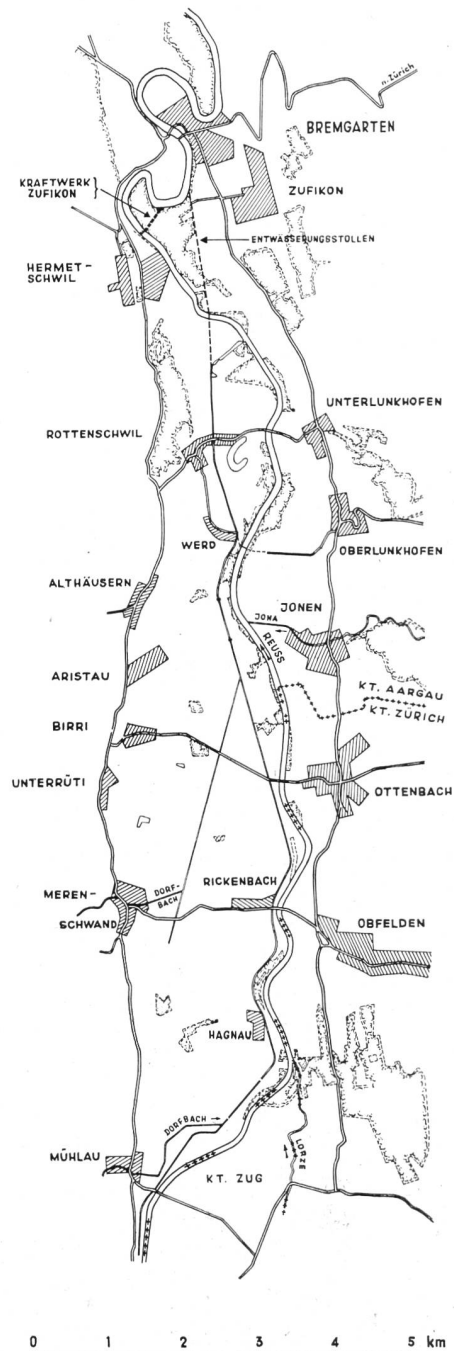 n. Zürich
BREMGARTEN
KRAFTWERK
ZUFIKON
ZUFIKON
ENTWÄSSERUNGSSTOLLEN
HERMET-
SCHWIL
UNTERLUNKHOFEN
ROTTENSCHWIL
WERD
OBERLUNKHOFEN
ALTHÄUSERN
JONA
JONEN
REUSS
ARISTAU
KT. AARGAU
KT. ZÜRICH
BIRRI
UNTERRÜTI
OTTENBACH
MEREN-
SCHWAND
DORF-
BACH
RICKENBACH
OBFELDEN
HAGNAU
DORFBACH
LORZE
MÜHLAU
KT. ZUG
0 1 2 3 4 5 km